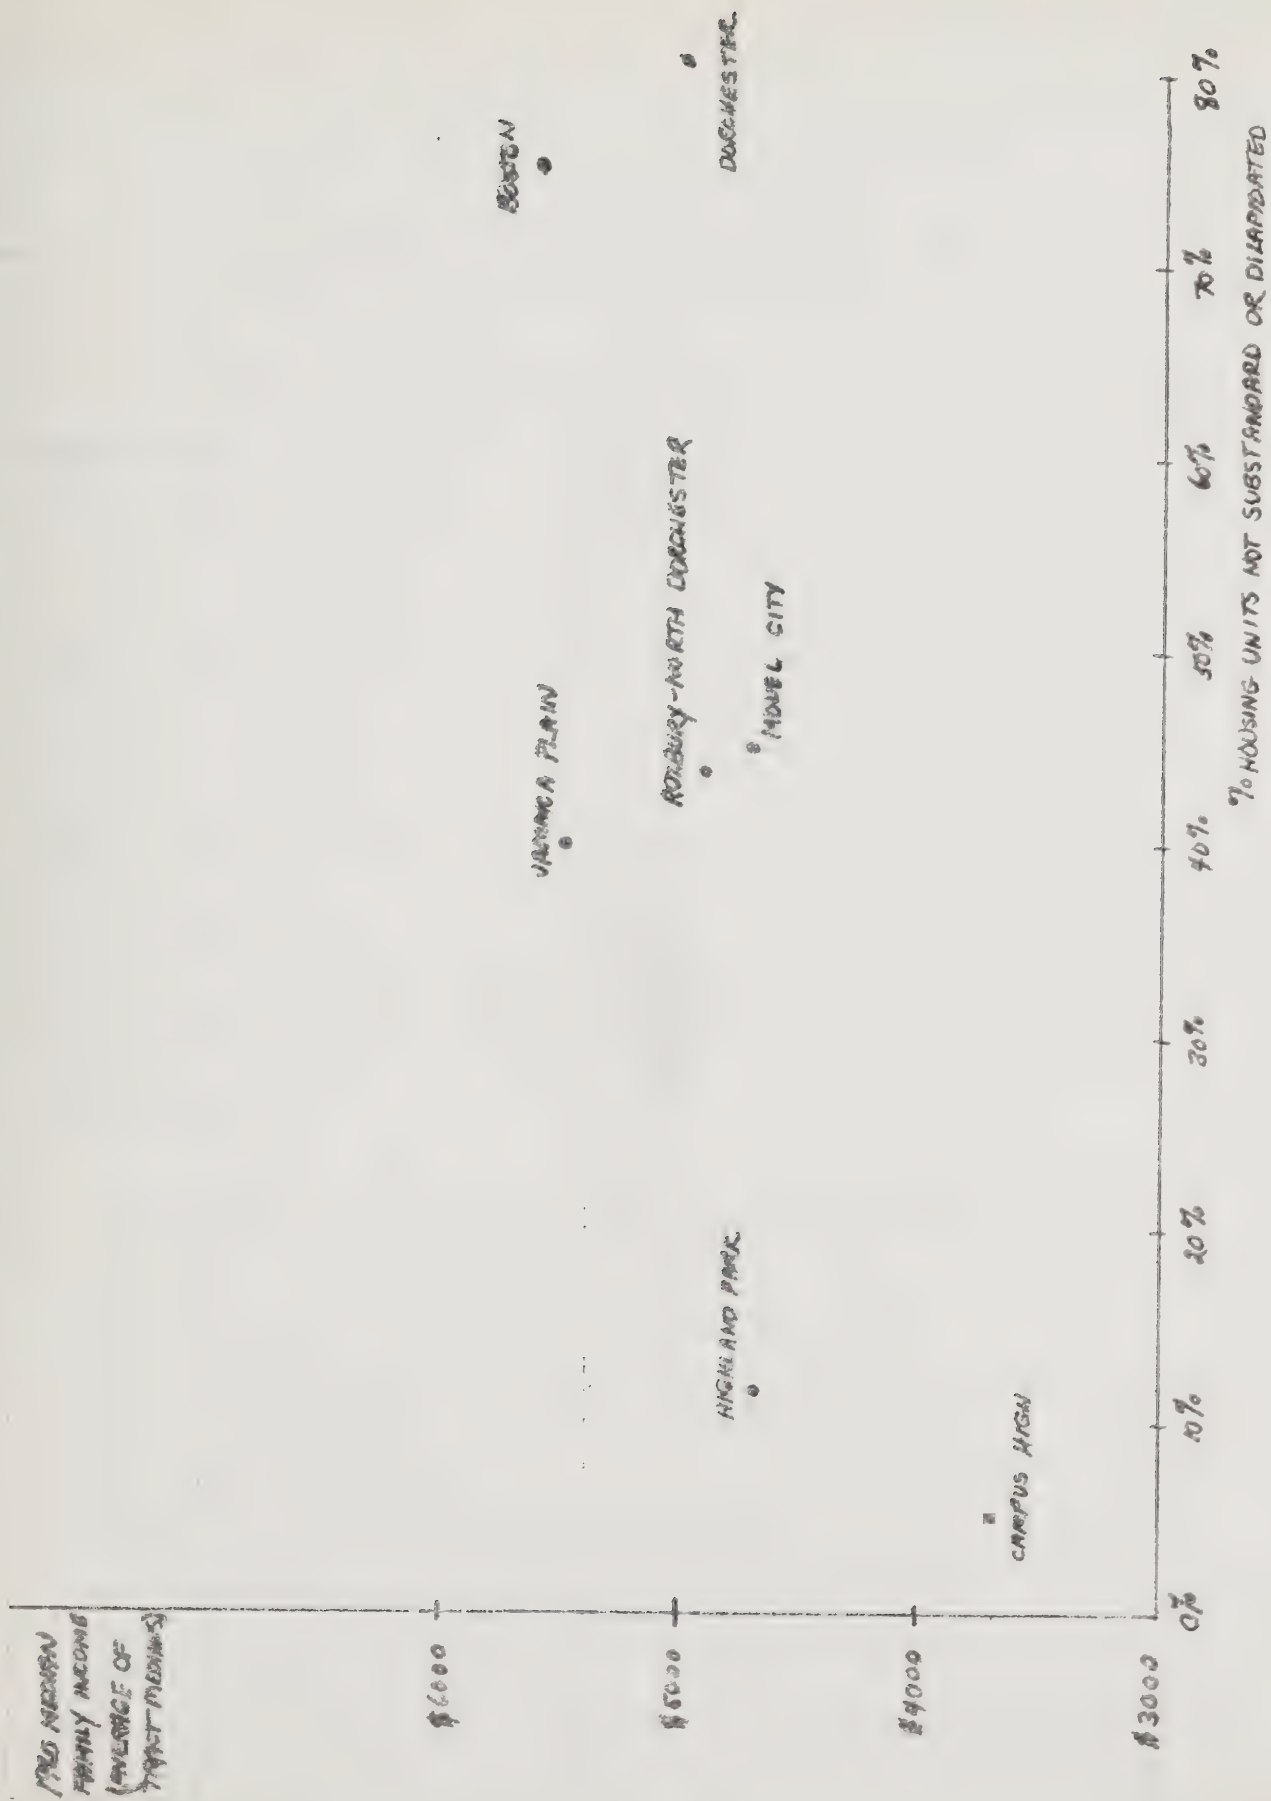 FAMILY INCOME
(AVERAGE OF
TRACT MEDIANS)
$6000
$5000
$4000
$3000
BOSTON
DORCHESTER
JAMAICA PLAIN
ROXBURY-NORTH DORCHESTER
MODEL CITY
HIGHLAND PARK
CAMPUS HIGH
0% 10% 20% 30% 40% 50% 60% 70% 80%
% HOUSING UNITS NOT SUBSTANDARD OR DILAPIDATED